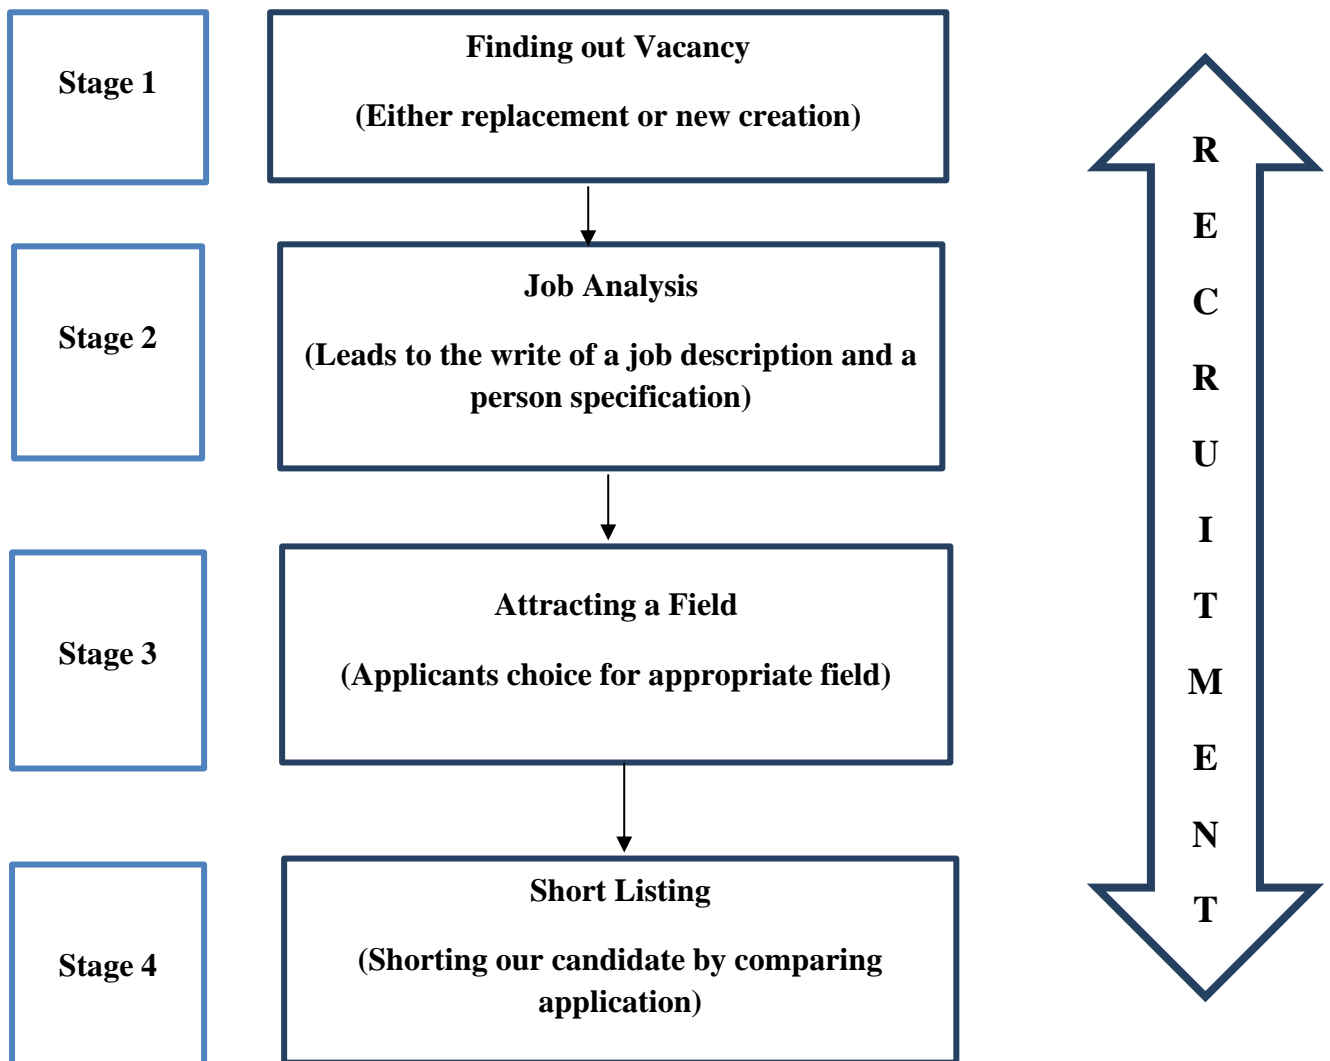 Stage 1
Finding out Vacancy
(Either replacement or new creation)
Stage 2
Job Analysis
(Leads to the write of a job description and a
person specification)
Stage 3
Attracting a Field
(Applicants choice for appropriate field)
Stage 4
Short Listing
(Shorting our candidate by comparing
application)
R
E
C
R
U
I
T
M
E
N
T